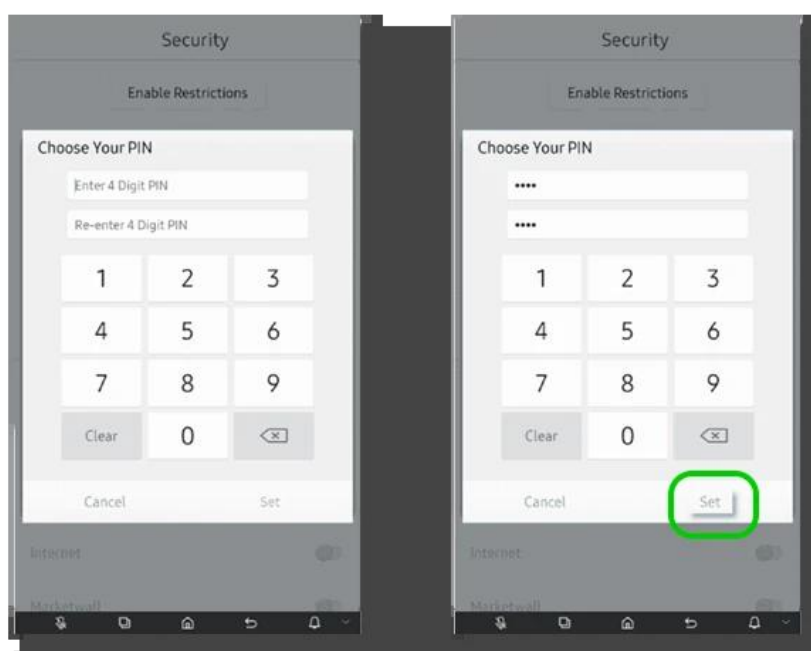 Security
Enable Restrictions
Choose Your PIN
Enter 4 Digit PIN
Re-enter 4 Digit PIN
1 2 3
4 5 6
7 8 9
Clear 0
Cancel Set
Internet
Marketwall
Security
Enable Restrictions
Choose Your PIN
••••
••••
1 2 3
4 5 6
7 8 9
Clear 0
Cancel Set
Internet
Marketwall